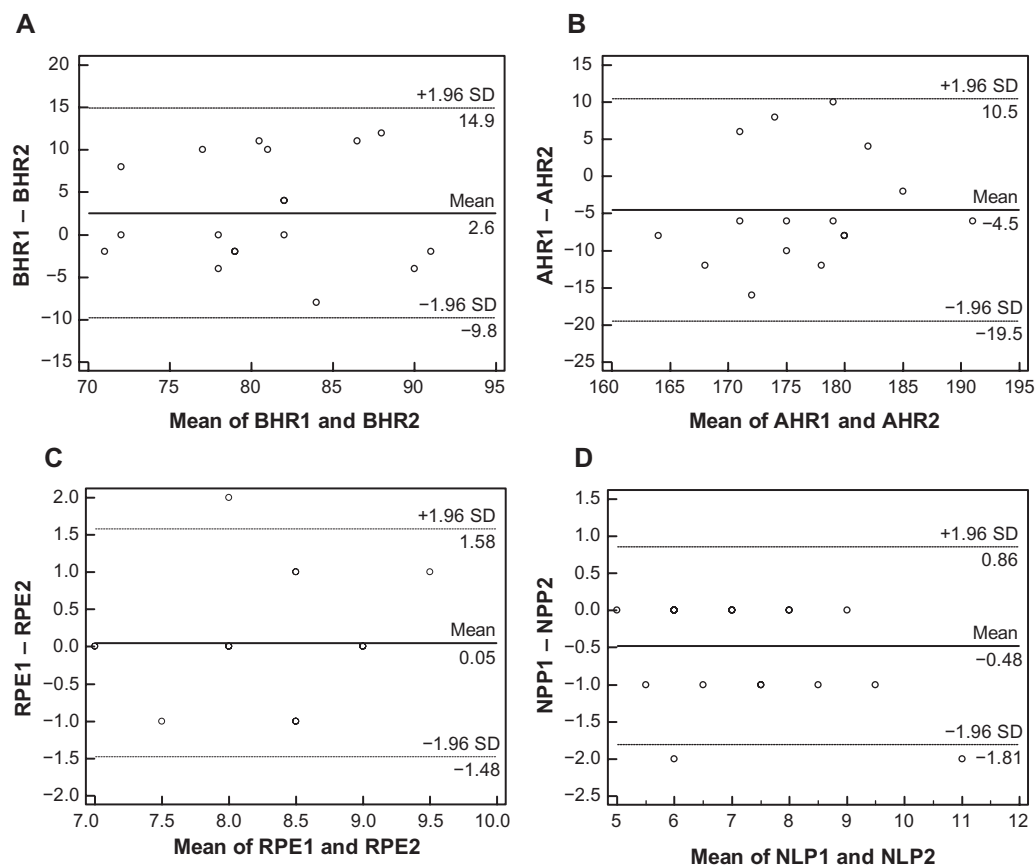 A
BHR1 – BHR2
20
15
10
5
0
−5
−10
−15
+1.96 SD
14.9
Mean
2.6
−1.96 SD
−9.8
70 75 80 85 90 95
Mean of BHR1 and BHR2
B
AHR1 – AHR2
15
10
5
0
−5
−10
−15
−20
−25
+1.96 SD
10.5
Mean
−4.5
−1.96 SD
−19.5
160 165 170 175 180 185 190 195
Mean of AHR1 and AHR2
C
RPE1 – RPE2
2.0
1.5
1.0
0.5
0.0
−0.5
−1.0
−1.5
−2.0
+1.96 SD
1.58
Mean
0.05
−1.96 SD
−1.48
7.0 7.5 8.0 8.5 9.0 9.5 10.0
Mean of RPE1 and RPE2
D
NPP1 – NPP2
1.5
1.0
0.5
0.0
−0.5
−1.0
−1.5
−2.0
−2.5
+1.96 SD
0.86
Mean
−0.48
−1.96 SD
−1.81
5 6 7 8 9 10 11 12
Mean of NLP1 and NLP2